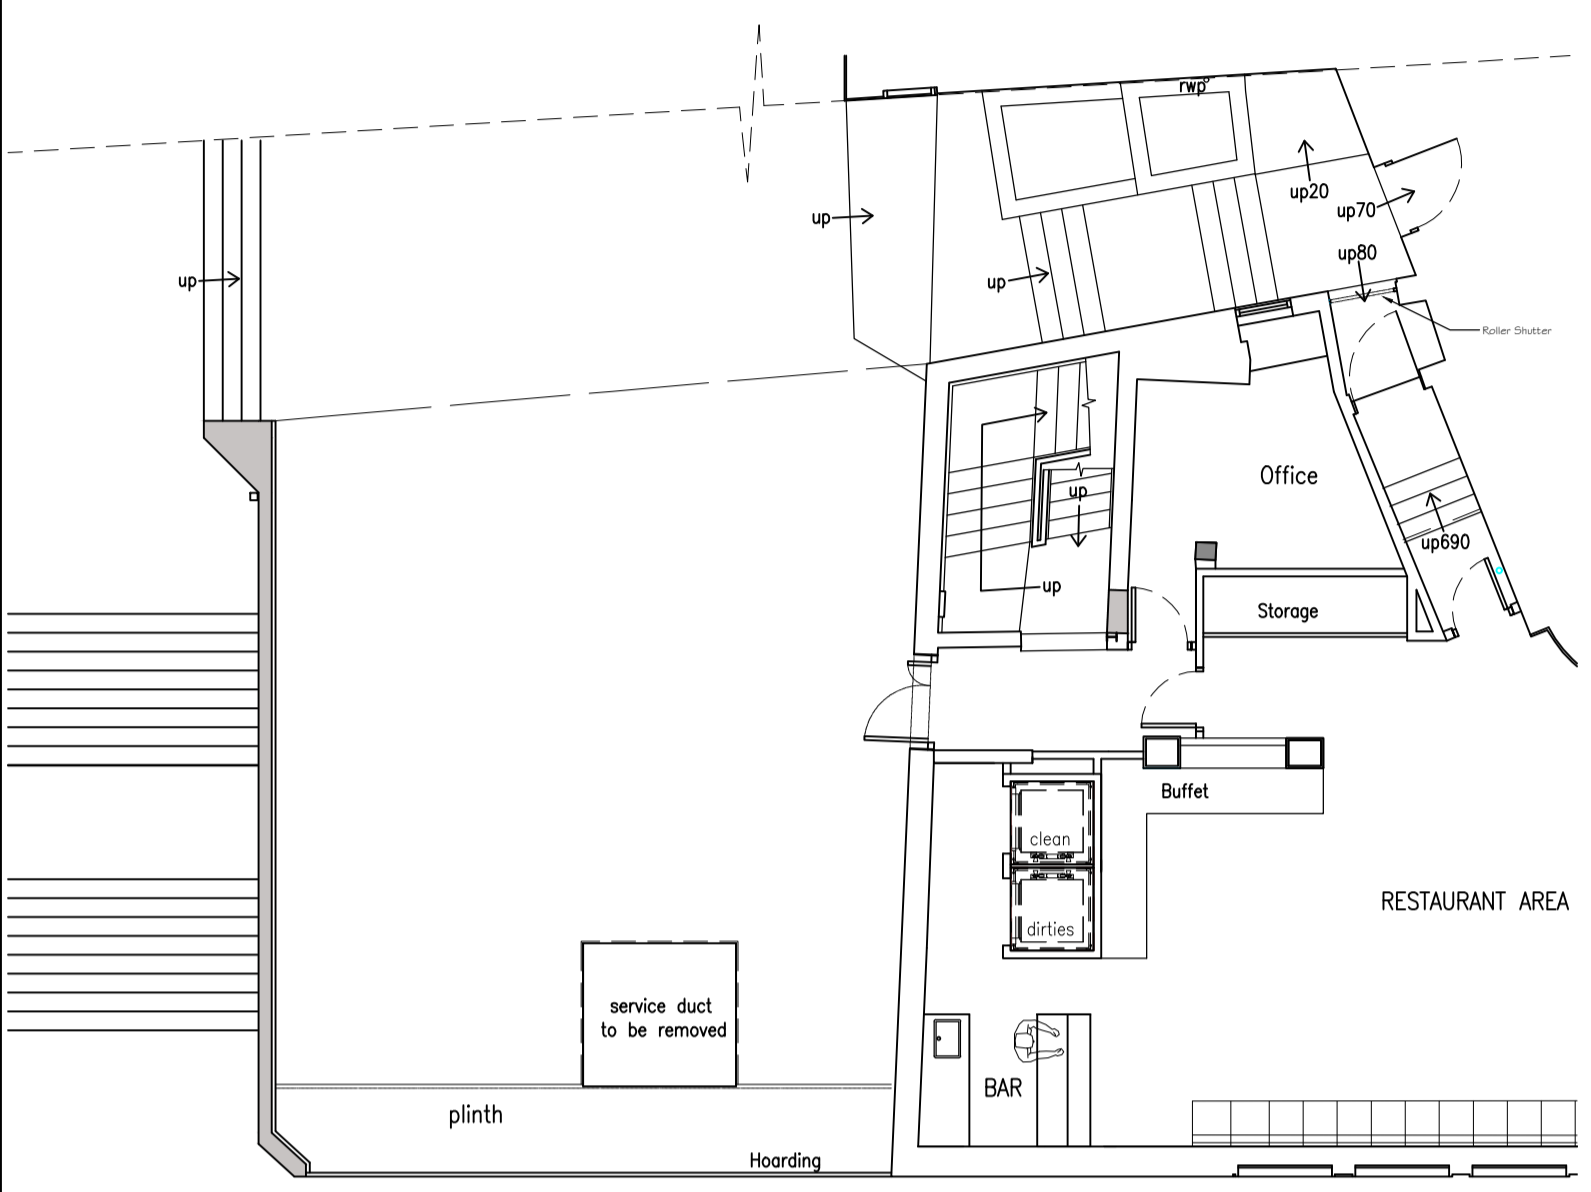 rwp
up20
up
up70
up80
up
up
Roller Shutter
Office
up
up690
up
Storage
Buffet
clean
RESTAURANT AREA
dirties
service duct
to be removed
BAR
plinth
Hoarding